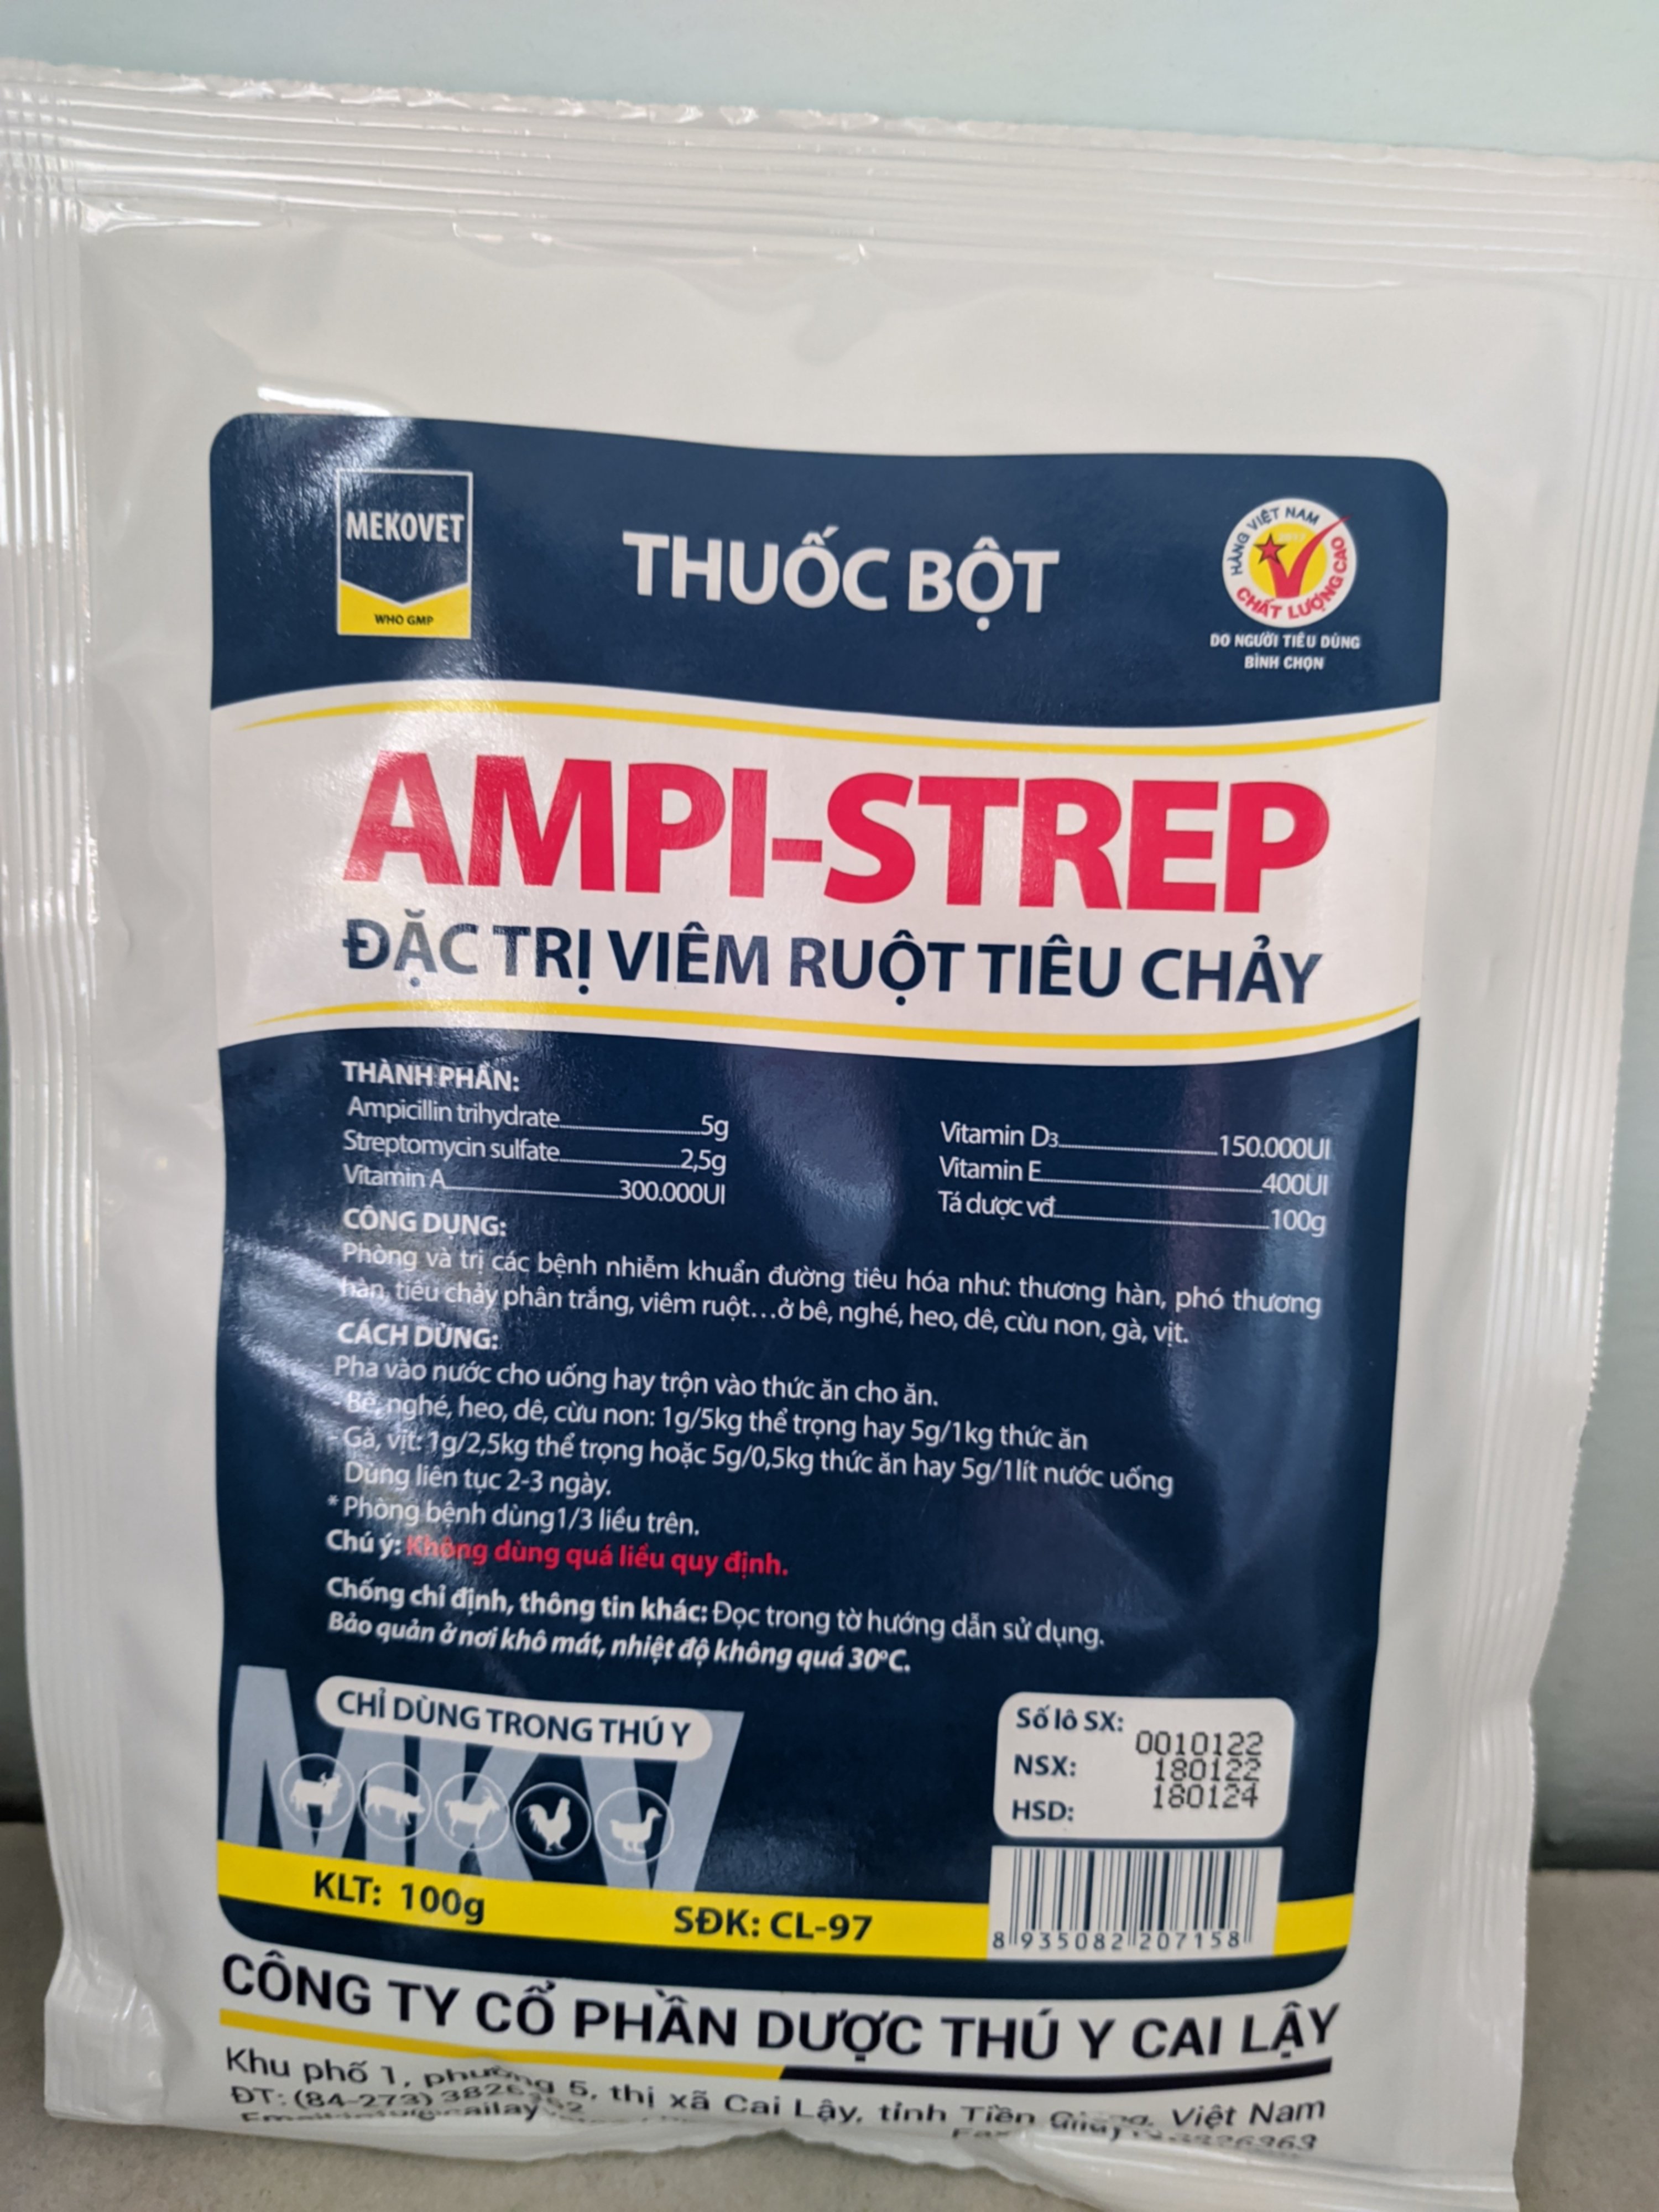 MEKOVET
WHO GMP
THUỐC BỘT
HÀNG VIỆT NAM
CHẤT LƯỢNG CAO
DO NGƯỜI TIÊU DÙNG
BÌNH CHỌN
AMPI-STREP
ĐẶC TRỊ VIÊM RUỘT TIÊU CHẢY
THÀNH PHẦN:
Ampicillin trihydrate 5g
Streptomycin sulfate 2,5g
Vitamin A 300.000UI
Vitamin D3 150.000UI
Vitamin E 400UI
Tá dược vđ 100g
CÔNG DỤNG:
Phòng và trị các bệnh nhiễm khuẩn đường tiêu hóa như: thương hàn, phó thương
hàn, tiêu chảy phân trắng, viêm ruột...ở bê, nghé, heo, dê, cừu non, gà, vịt.
CÁCH DÙNG:
Pha vào nước cho uống hay trộn vào thức ăn cho ăn.
- Bê, nghé, heo, dê, cừu non: 1g/5kg thể trọng hay 5g/1kg thức ăn
- Gà, vịt: 1g/2,5kg thể trọng hoặc 5g/0,5kg thức ăn hay 5g/1lít nước uống
Dùng liên tục 2-3 ngày.
* Phòng bệnh dùng1/3 liều trên.
Chú ý: Không dùng quá liều quy định.
Chống chỉ định, thông tin khác: Đọc trong tờ hướng dẫn sử dụng.
Bảo quản ở nơi khô mát, nhiệt độ không quá 30°C.
CHỈ DÙNG TRONG THÚ Y
MKV
Số lô SX: 0010122
NSX: 180122
HSD: 180124
KLT: 100g
SĐK: CL-97
8 935082 207158
CÔNG TY CỔ PHẦN DƯỢC THÚ Y CAI LẬY
Khu phố 1, phường 5, thị xã Cai Lậy, tỉnh Tiền Giang, Việt Nam
ĐT: (84-273)